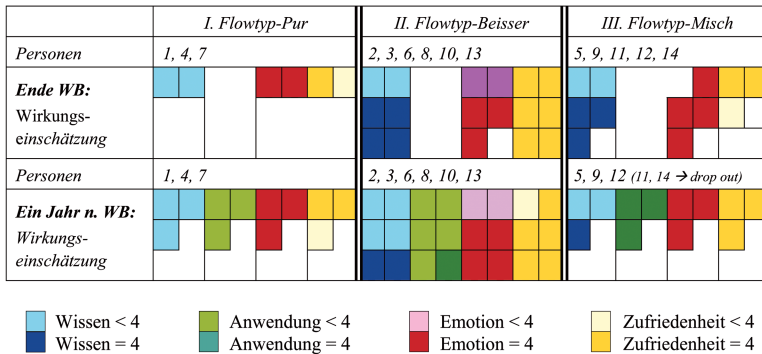 I. Flowtyp-Pur II. Flowtyp-Beisser III. Flowtyp-Misch
Personen 1, 4, 7 2, 3, 6, 8, 10, 13 5, 9, 11, 12, 14
Ende WB:
Wirkungs-
einschätzung
Personen 1, 4, 7 2, 3, 6, 8, 10, 13 5, 9, 12 (11, 14 → drop out)
Ein Jahr n. WB:
Wirkungs-
einschätzung
Wissen < 4 Anwendung < 4 Emotion < 4 Zufriedenheit < 4
Wissen = 4 Anwendung = 4 Emotion = 4 Zufriedenheit = 4